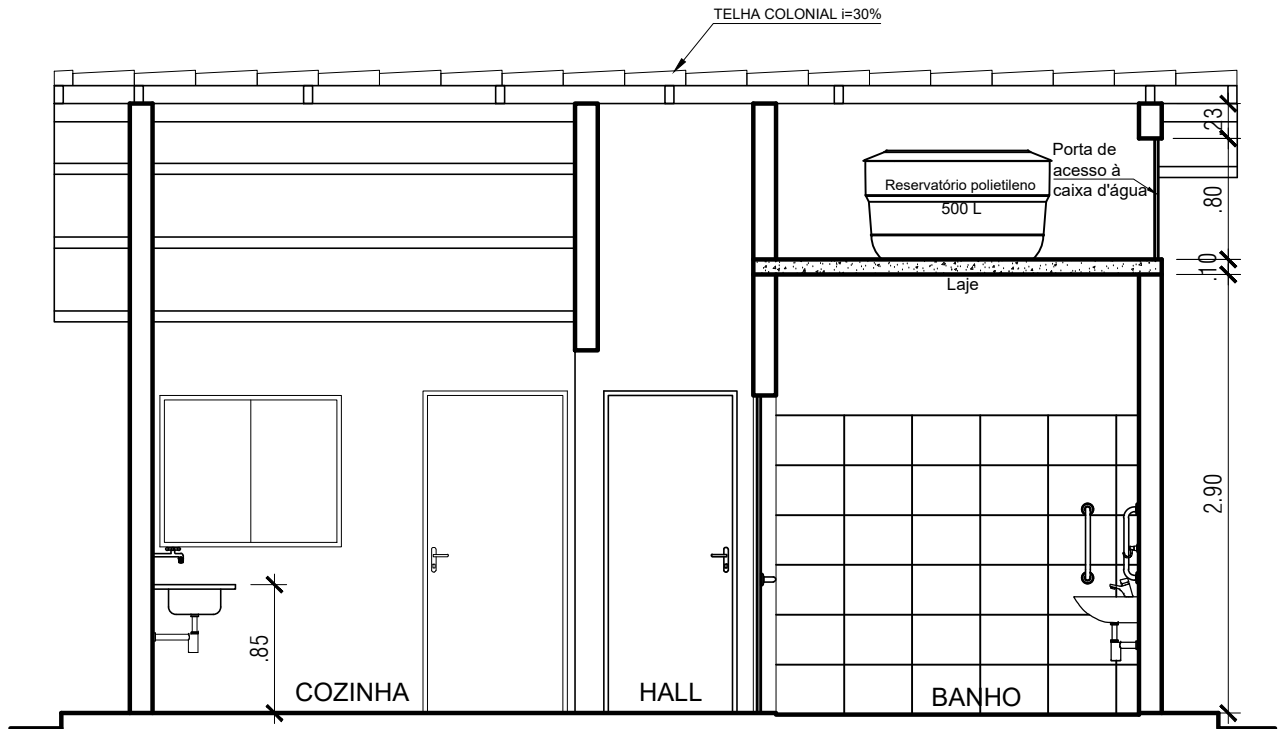 TELHA COLONIAL i=30%
.23
Porta de
acesso à
caixa d'água
Reservatório polietileno
500 L
.80
.10
Laje
2.90
.85
COZINHA
HALL
BANHO